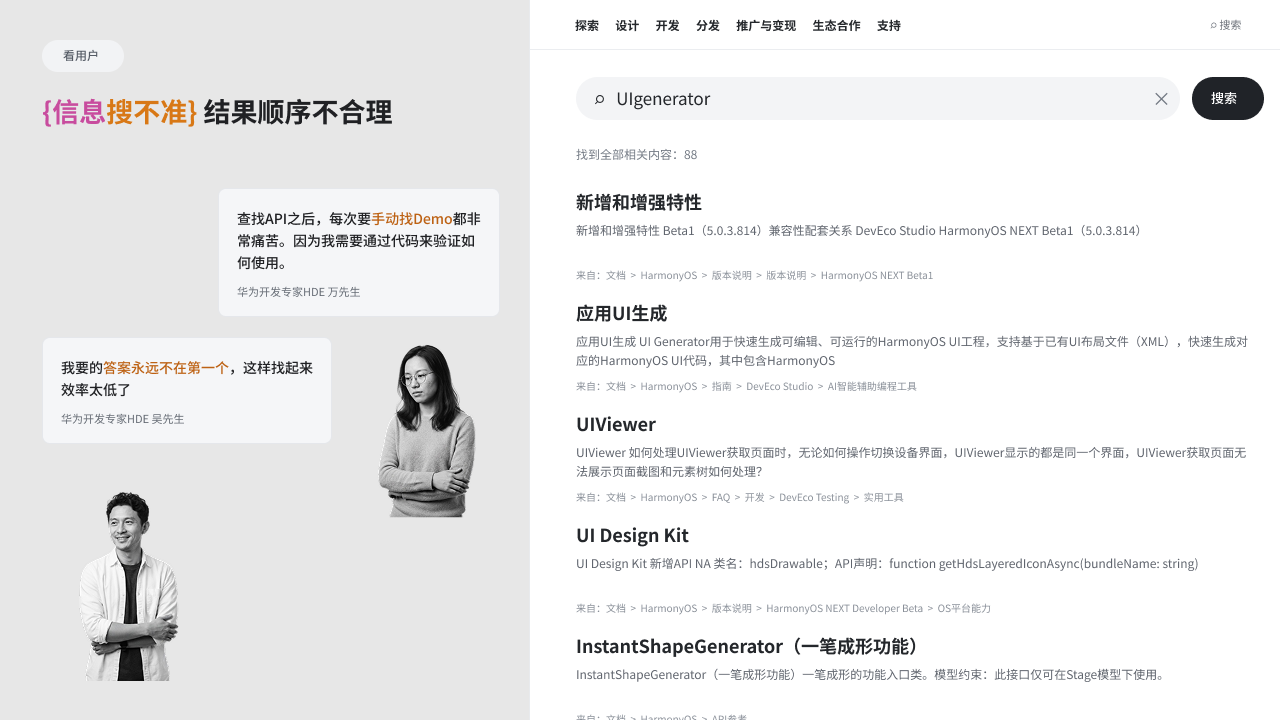 看用户
{信息搜不准} 结果顺序不合理
查找API之后，每次要手动找Demo都非
常痛苦。因为我需要通过代码来验证如
何使用。
华为开发专家HDE 万先生
我要的答案永远不在第一个，这样找起来
效率太低了
华为开发专家HDE 吴先生
探索 设计 开发 分发 推广与变现 生态合作 支持
搜索
UIgenerator
搜索
找到全部相关内容：88
新增和增强特性
新增和增强特性 Beta1（5.0.3.814）兼容性配套关系 DevEco Studio HarmonyOS NEXT Beta1（5.0.3.814）
来自：文档 > HarmonyOS > 版本说明 > 版本说明 > HarmonyOS NEXT Beta1
应用UI生成
应用UI生成 UI Generator用于快速生成可编辑、可运行的HarmonyOS UI工程，支持基于已有UI布局文件（XML），快速生成对
应的HarmonyOS UI代码，其中包含HarmonyOS
来自：文档 > HarmonyOS > 指南 > DevEco Studio > AI智能辅助编程工具
UIViewer
UIViewer 如何处理UIViewer获取页面时，无论如何操作切换设备界面，UIViewer显示的都是同一个界面，UIViewer获取页面无
法展示页面截图和元素树如何处理？
来自：文档 > HarmonyOS > FAQ > 开发 > DevEco Testing > 实用工具
UI Design Kit
UI Design Kit 新增API NA 类名：hdsDrawable；API声明：function getHdsLayeredIconAsync(bundleName: string)
来自：文档 > HarmonyOS > 版本说明 > HarmonyOS NEXT Developer Beta > OS平台能力
InstantShapeGenerator（一笔成形功能）
InstantShapeGenerator（一笔成形功能）一笔成形的功能入口类。模型约束：此接口仅可在Stage模型下使用。
来自：文档 > HarmonyOS > API参考